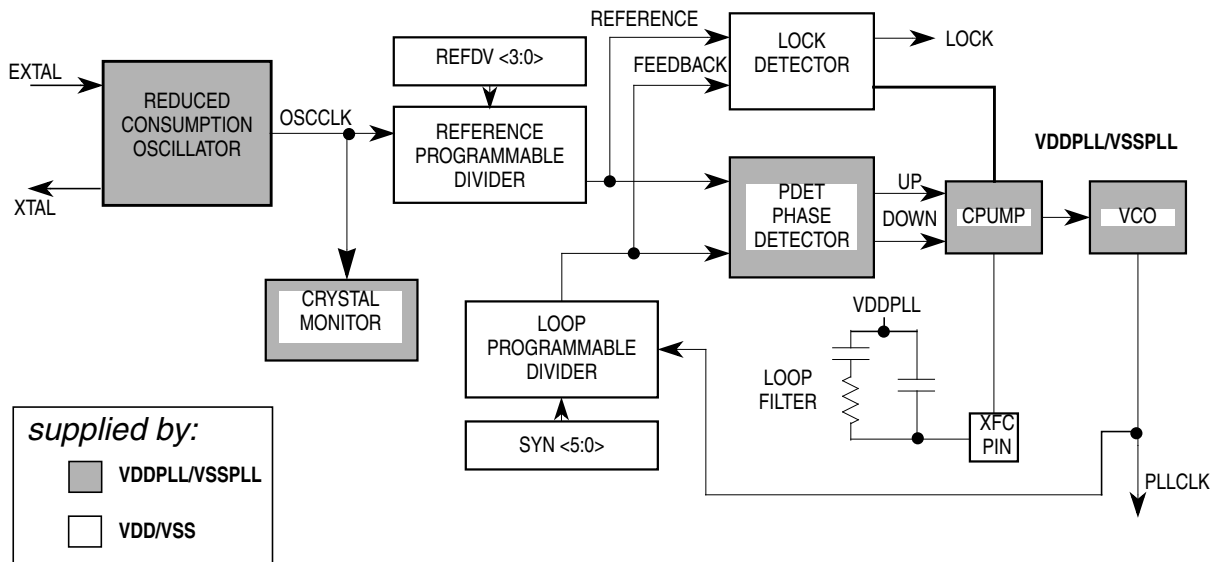 REFERENCE
LOCK
DETECTOR
LOCK
REFDV <3:0>
FEEDBACK
EXTAL
REDUCED
CONSUMPTION
OSCILLATOR
OSCCLK
REFERENCE
PROGRAMMABLE
DIVIDER
VDDPLL/VSSPLL
XTAL
PDET
PHASE
DETECTOR
UP
DOWN
CPUMP
VCO
CRYSTAL
MONITOR
LOOP
PROGRAMMABLE
DIVIDER
VDDPLL
LOOP
FILTER
XFC
PIN
SYN <5:0>
PLLCLK
supplied by:
VDDPLL/VSSPLL
VDD/VSS